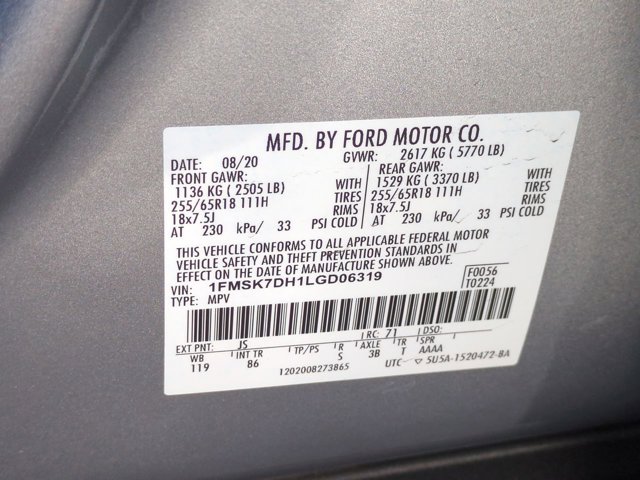 MFD. BY FORD MOTOR CO.
DATE: 08/20 GVWR: 2617 KG ( 5770 LB)
FRONT GAWR: REAR GAWR:
1136 KG ( 2505 LB) WITH 1529 KG ( 3370 LB) WITH
255/65R18 111H TIRES 255/65R18 111H TIRES
18x7.5J RIMS 18x7.5J RIMS
AT 230 kPa/ 33 PSI COLD AT 230 kPa/ 33 PSI COLD
THIS VEHICLE CONFORMS TO ALL APPLICABLE FEDERAL MOTOR
VEHICLE SAFETY AND THEFT PREVENTION STANDARDS IN
EFFECT ON THE DATE OF MANUFACTURE SHOWN ABOVE.
VIN: 1FMSK7DH1LGD06319 F0056
TYPE: MPV T0224
EXT PNT: JS RC: 71 DSO:
WB INT TR TP/PS R S AXLE TR SPR
119 86 3B T AAAA
1202008273865 UTC ▽ 5U5A-1520472-BA